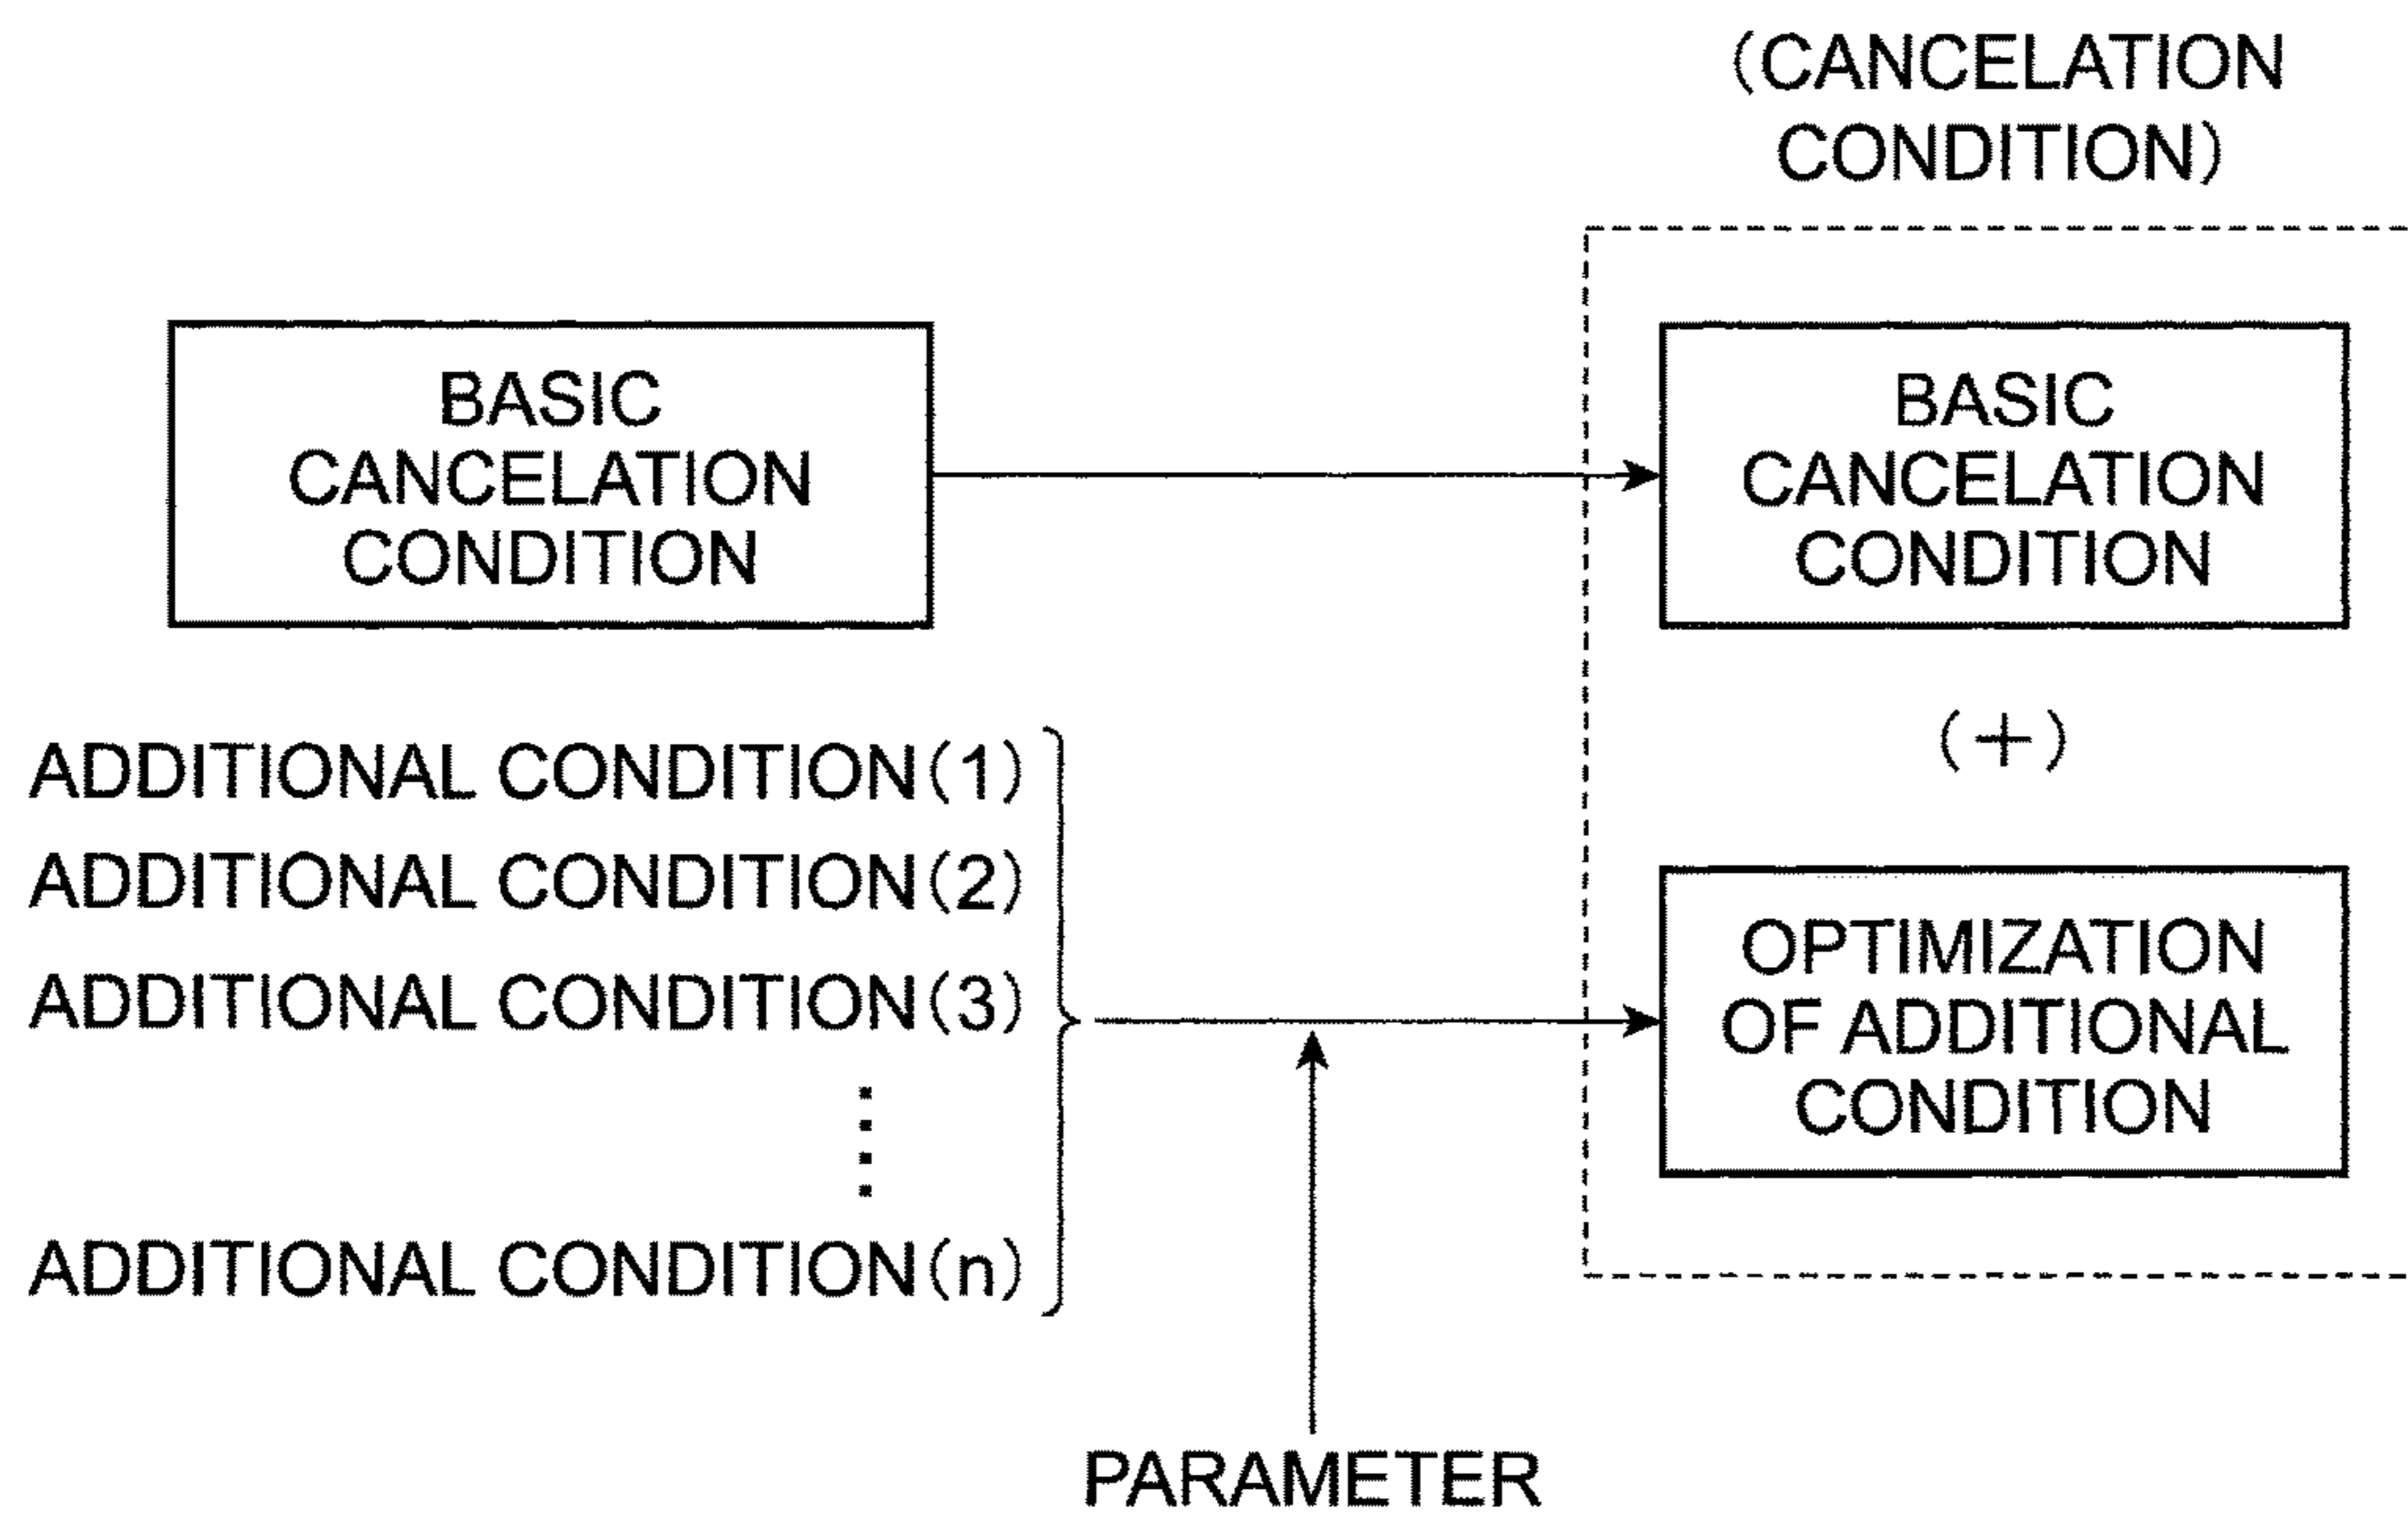 (CANCELATION
CONDITION)
BASIC
CANCELATION
CONDITION
BASIC
CANCELATION
CONDITION
(+)
ADDITIONAL CONDITION(1)
ADDITIONAL CONDITION(2)
ADDITIONAL CONDITION(3)
ADDITIONAL CONDITION(n)
OPTIMIZATION
OF ADDITIONAL
CONDITION
PARAMETER